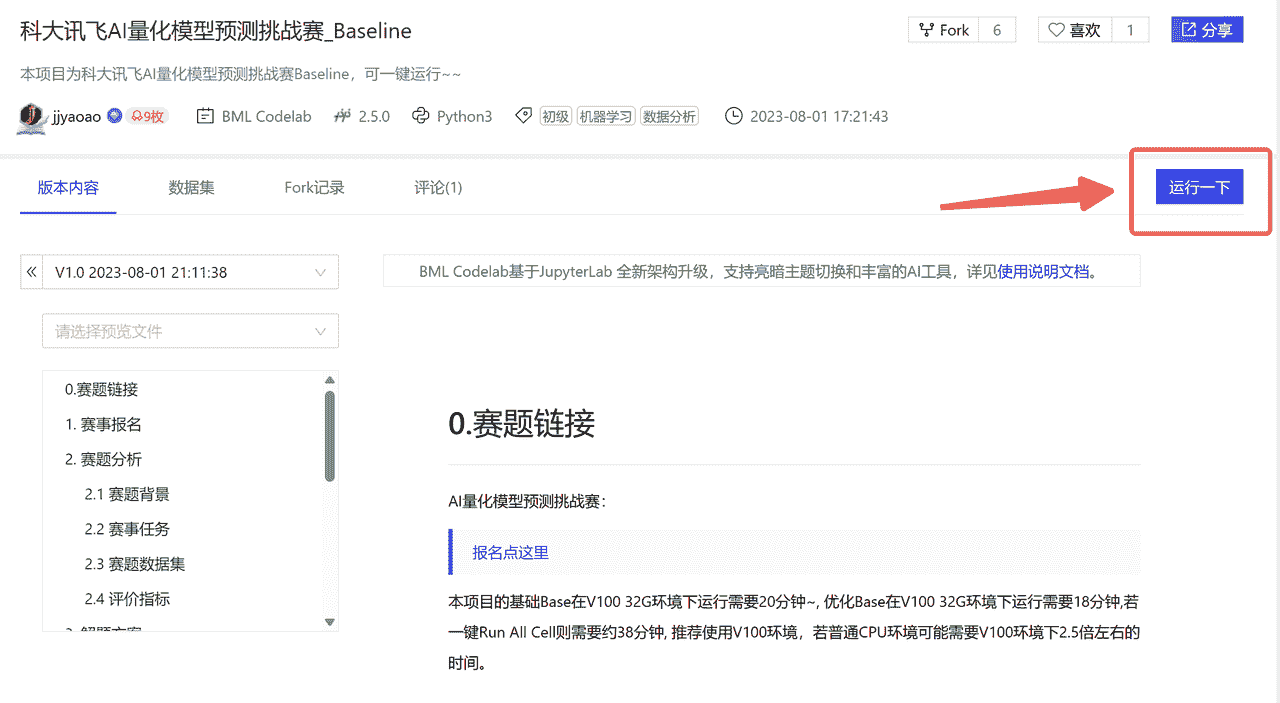 科大讯飞AI量化模型预测挑战赛_Baseline
Fork 6
喜欢 1
分享
本项目为科大讯飞AI量化模型预测挑战赛Baseline，可一键运行~~
jjyaoao 9枚 BML Codelab 2.5.0 Python3 初级 机器学习 数据分析 2023-08-01 17:21:43
版本内容 数据集 Fork记录 评论(1) 运行一下
« V1.0 2023-08-01 21:11:38
BML Codelab基于JupyterLab 全新架构升级，支持亮暗主题切换和丰富的AI工具，详见使用说明文档。
请选择预览文件
0.赛题链接
1. 赛事报名
2. 赛题分析
2.1 赛题背景
2.2 赛事任务
2.3 赛题数据集
2.4 评价指标
0.赛题链接
AI量化模型预测挑战赛：
报名点这里
本项目的基础Base在V100 32G环境下运行需要20分钟~, 优化Base在V100 32G环境下运行需要18分钟,若
一键Run All Cell则需要约38分钟, 推荐使用V100环境，若普通CPU环境可能需要V100环境下2.5倍左右的
时间。